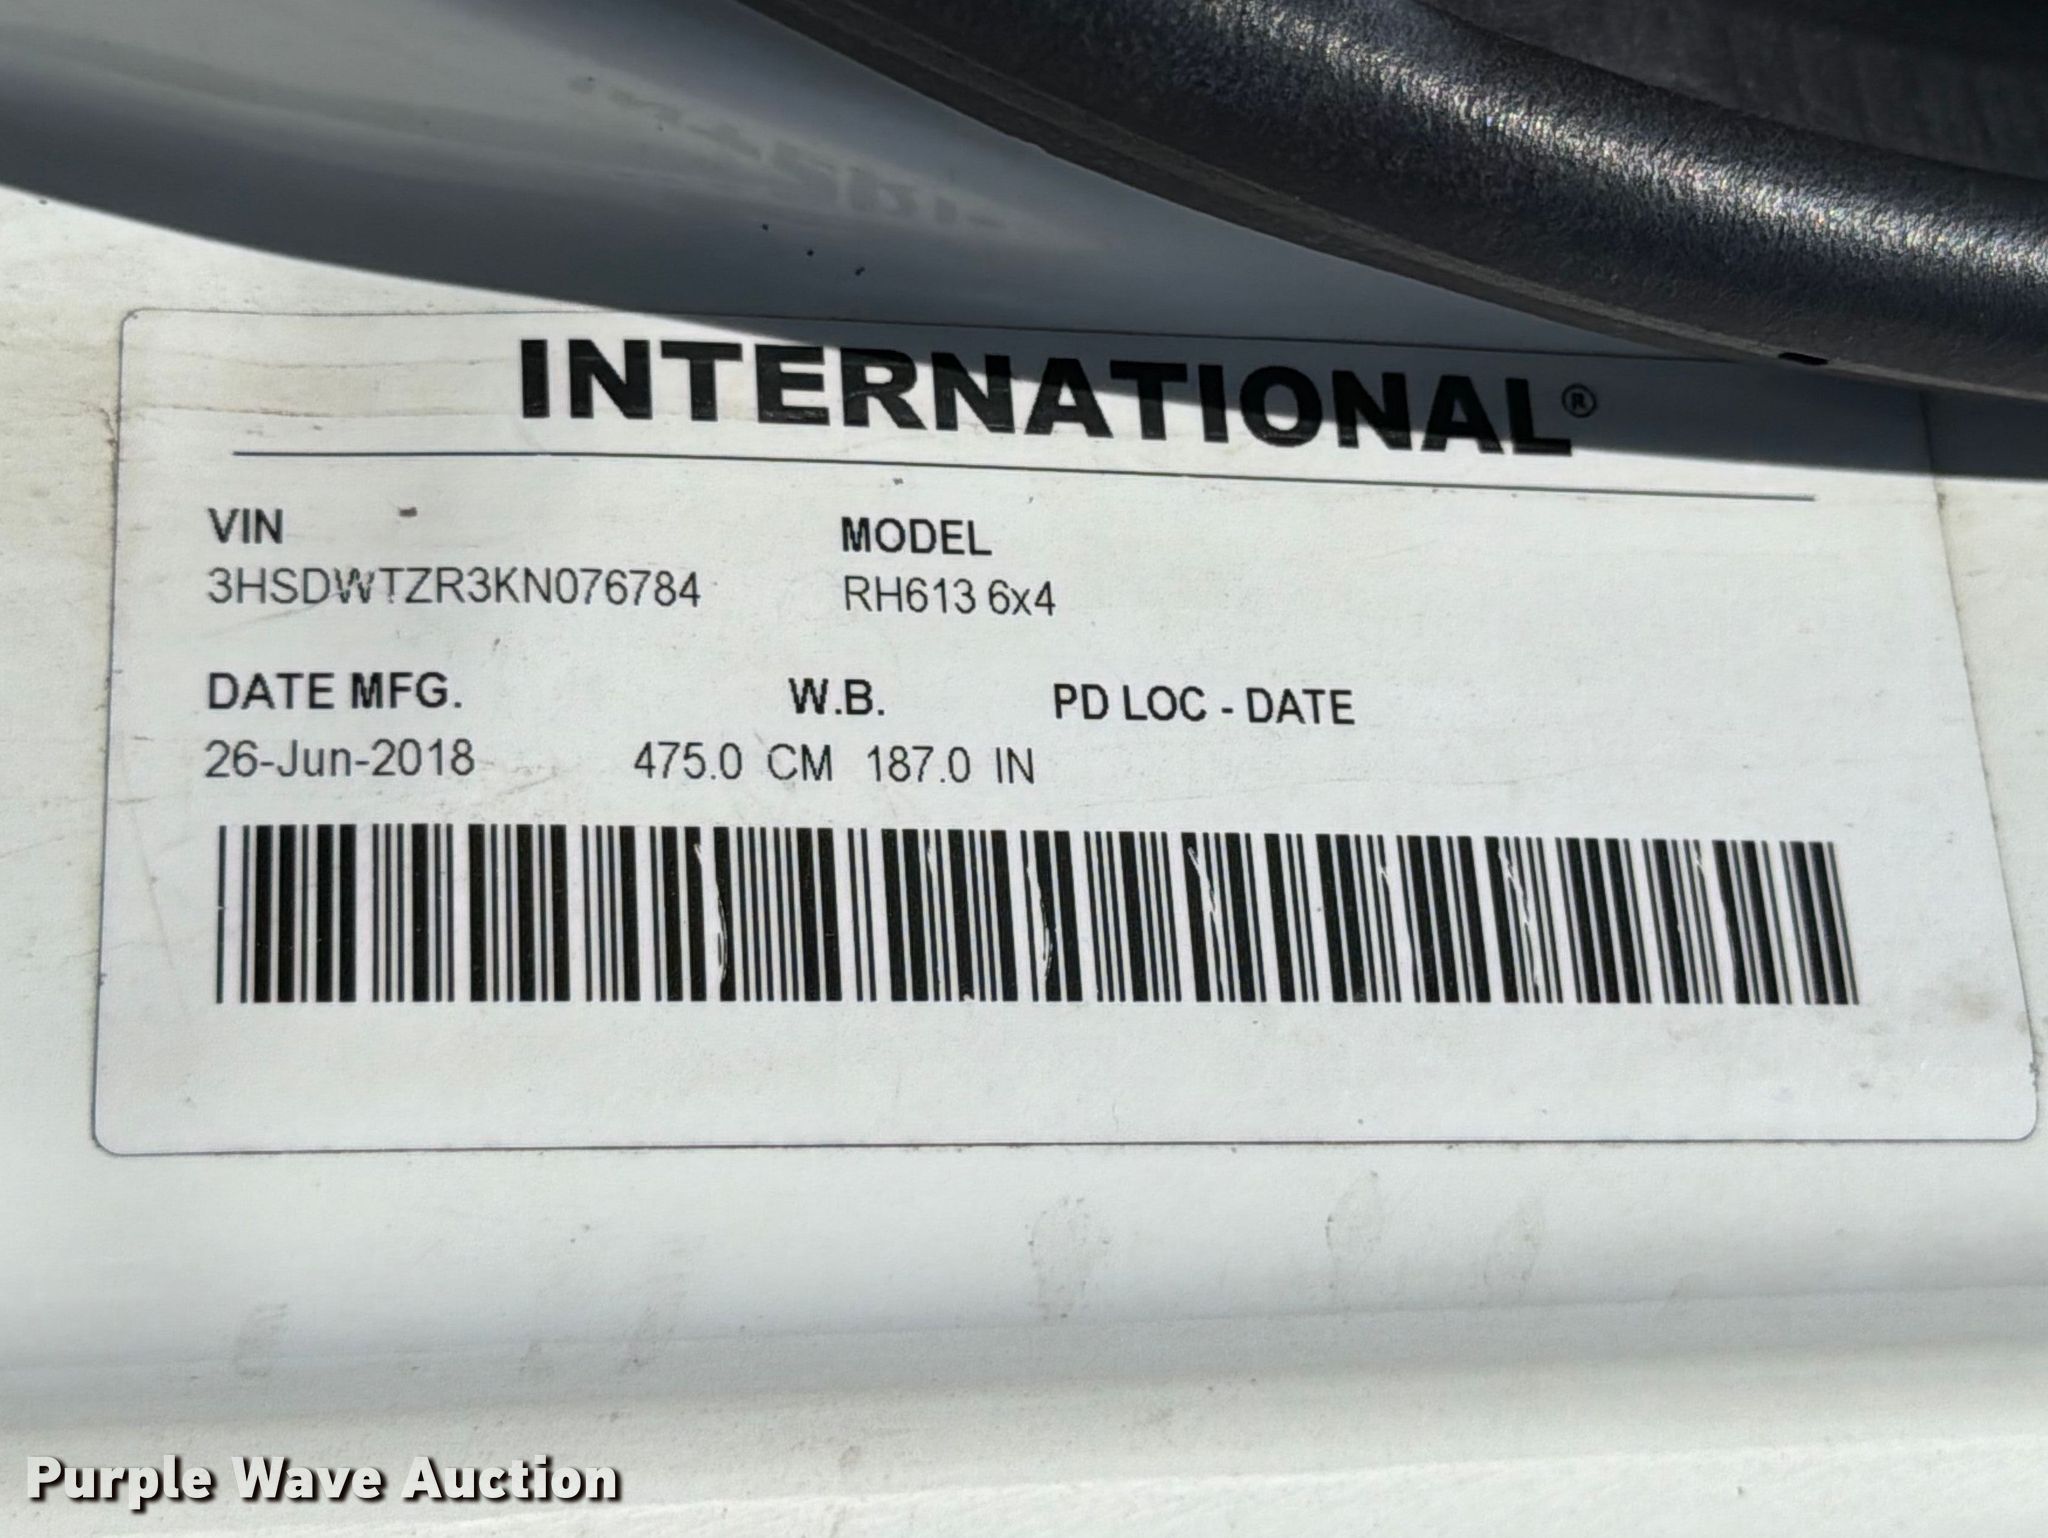 INTERNATIONAL®
VIN MODEL
3HSDWTZR3KN076784 RH613 6x4
DATE MFG. W.B. PD LOC - DATE
26-Jun-2018 475.0 CM 187.0 IN
Purple Wave Auction